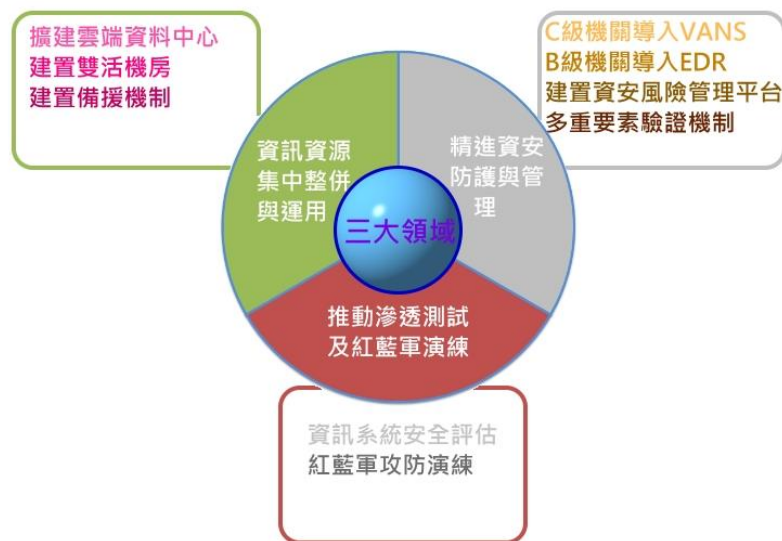 擴建雲端資料中心
建置雙活機房
建置備援機制
C級機關導入VANS
B級機關導入EDR
建置資安風險管理平台
多重要素驗證機制
資訊資源
集中整併
與運用
精進資安
防護與管
理
三大領域
推動滲透測試
及紅藍軍演練
資訊系統安全評估
紅藍軍攻防演練